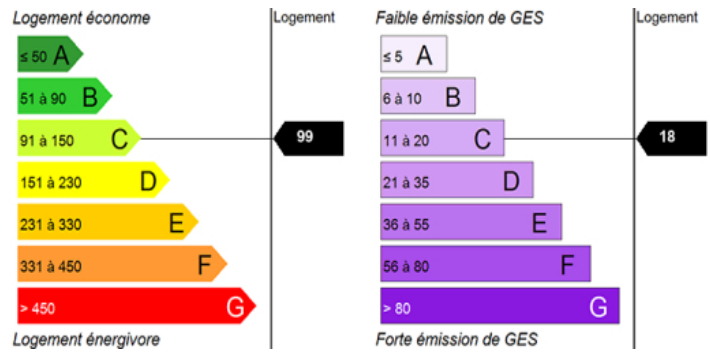 Logement économe
Logement
≤ 50 A
51 à 90 B
91 à 150 C
99
151 à 230 D
231 à 330 E
331 à 450 F
> 450 G
Logement énergivore
Faible émission de GES
Logement
≤ 5 A
6 à 10 B
11 à 20 C
18
21 à 35 D
36 à 55 E
56 à 80 F
> 80 G
Forte émission de GES